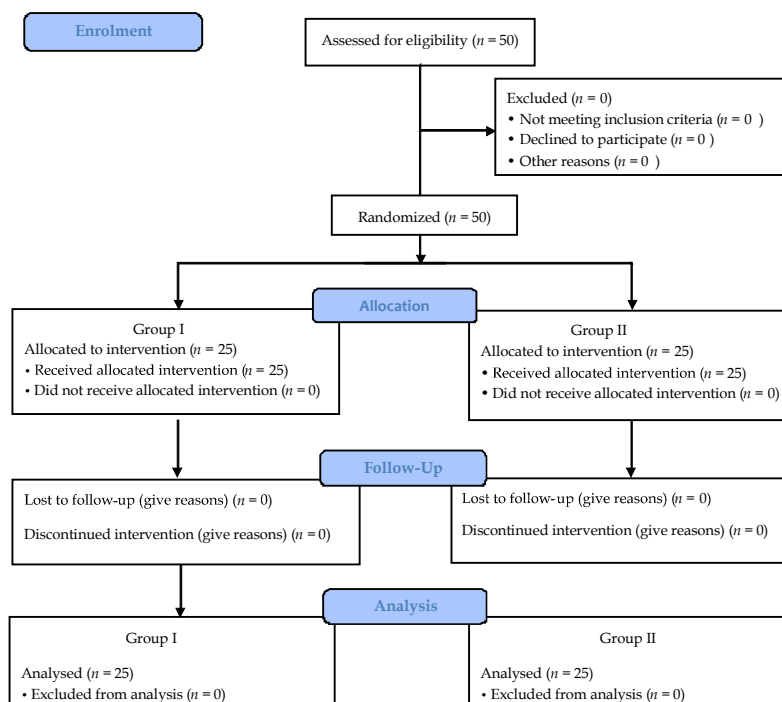 Enrolment
Assessed for eligibility (n = 50)
Excluded (n = 0)
• Not meeting inclusion criteria (n = 0 )
• Declined to participate (n = 0 )
• Other reasons (n = 0 )
Randomized (n = 50)
Allocation
Group I
Allocated to intervention (n = 25)
• Received allocated intervention (n = 25)
• Did not receive allocated intervention (n = 0)
Group II
Allocated to intervention (n = 25)
• Received allocated intervention (n = 25)
• Did not receive allocated intervention (n = 0)
Follow-Up
Lost to follow-up (give reasons) (n = 0)
Discontinued intervention (give reasons) (n = 0)
Lost to follow-up (give reasons) (n = 0)
Discontinued intervention (give reasons) (n = 0)
Analysis
Group I
Analysed (n = 25)
• Excluded from analysis (n = 0)
Group II
Analysed (n = 25)
• Excluded from analysis (n = 0)